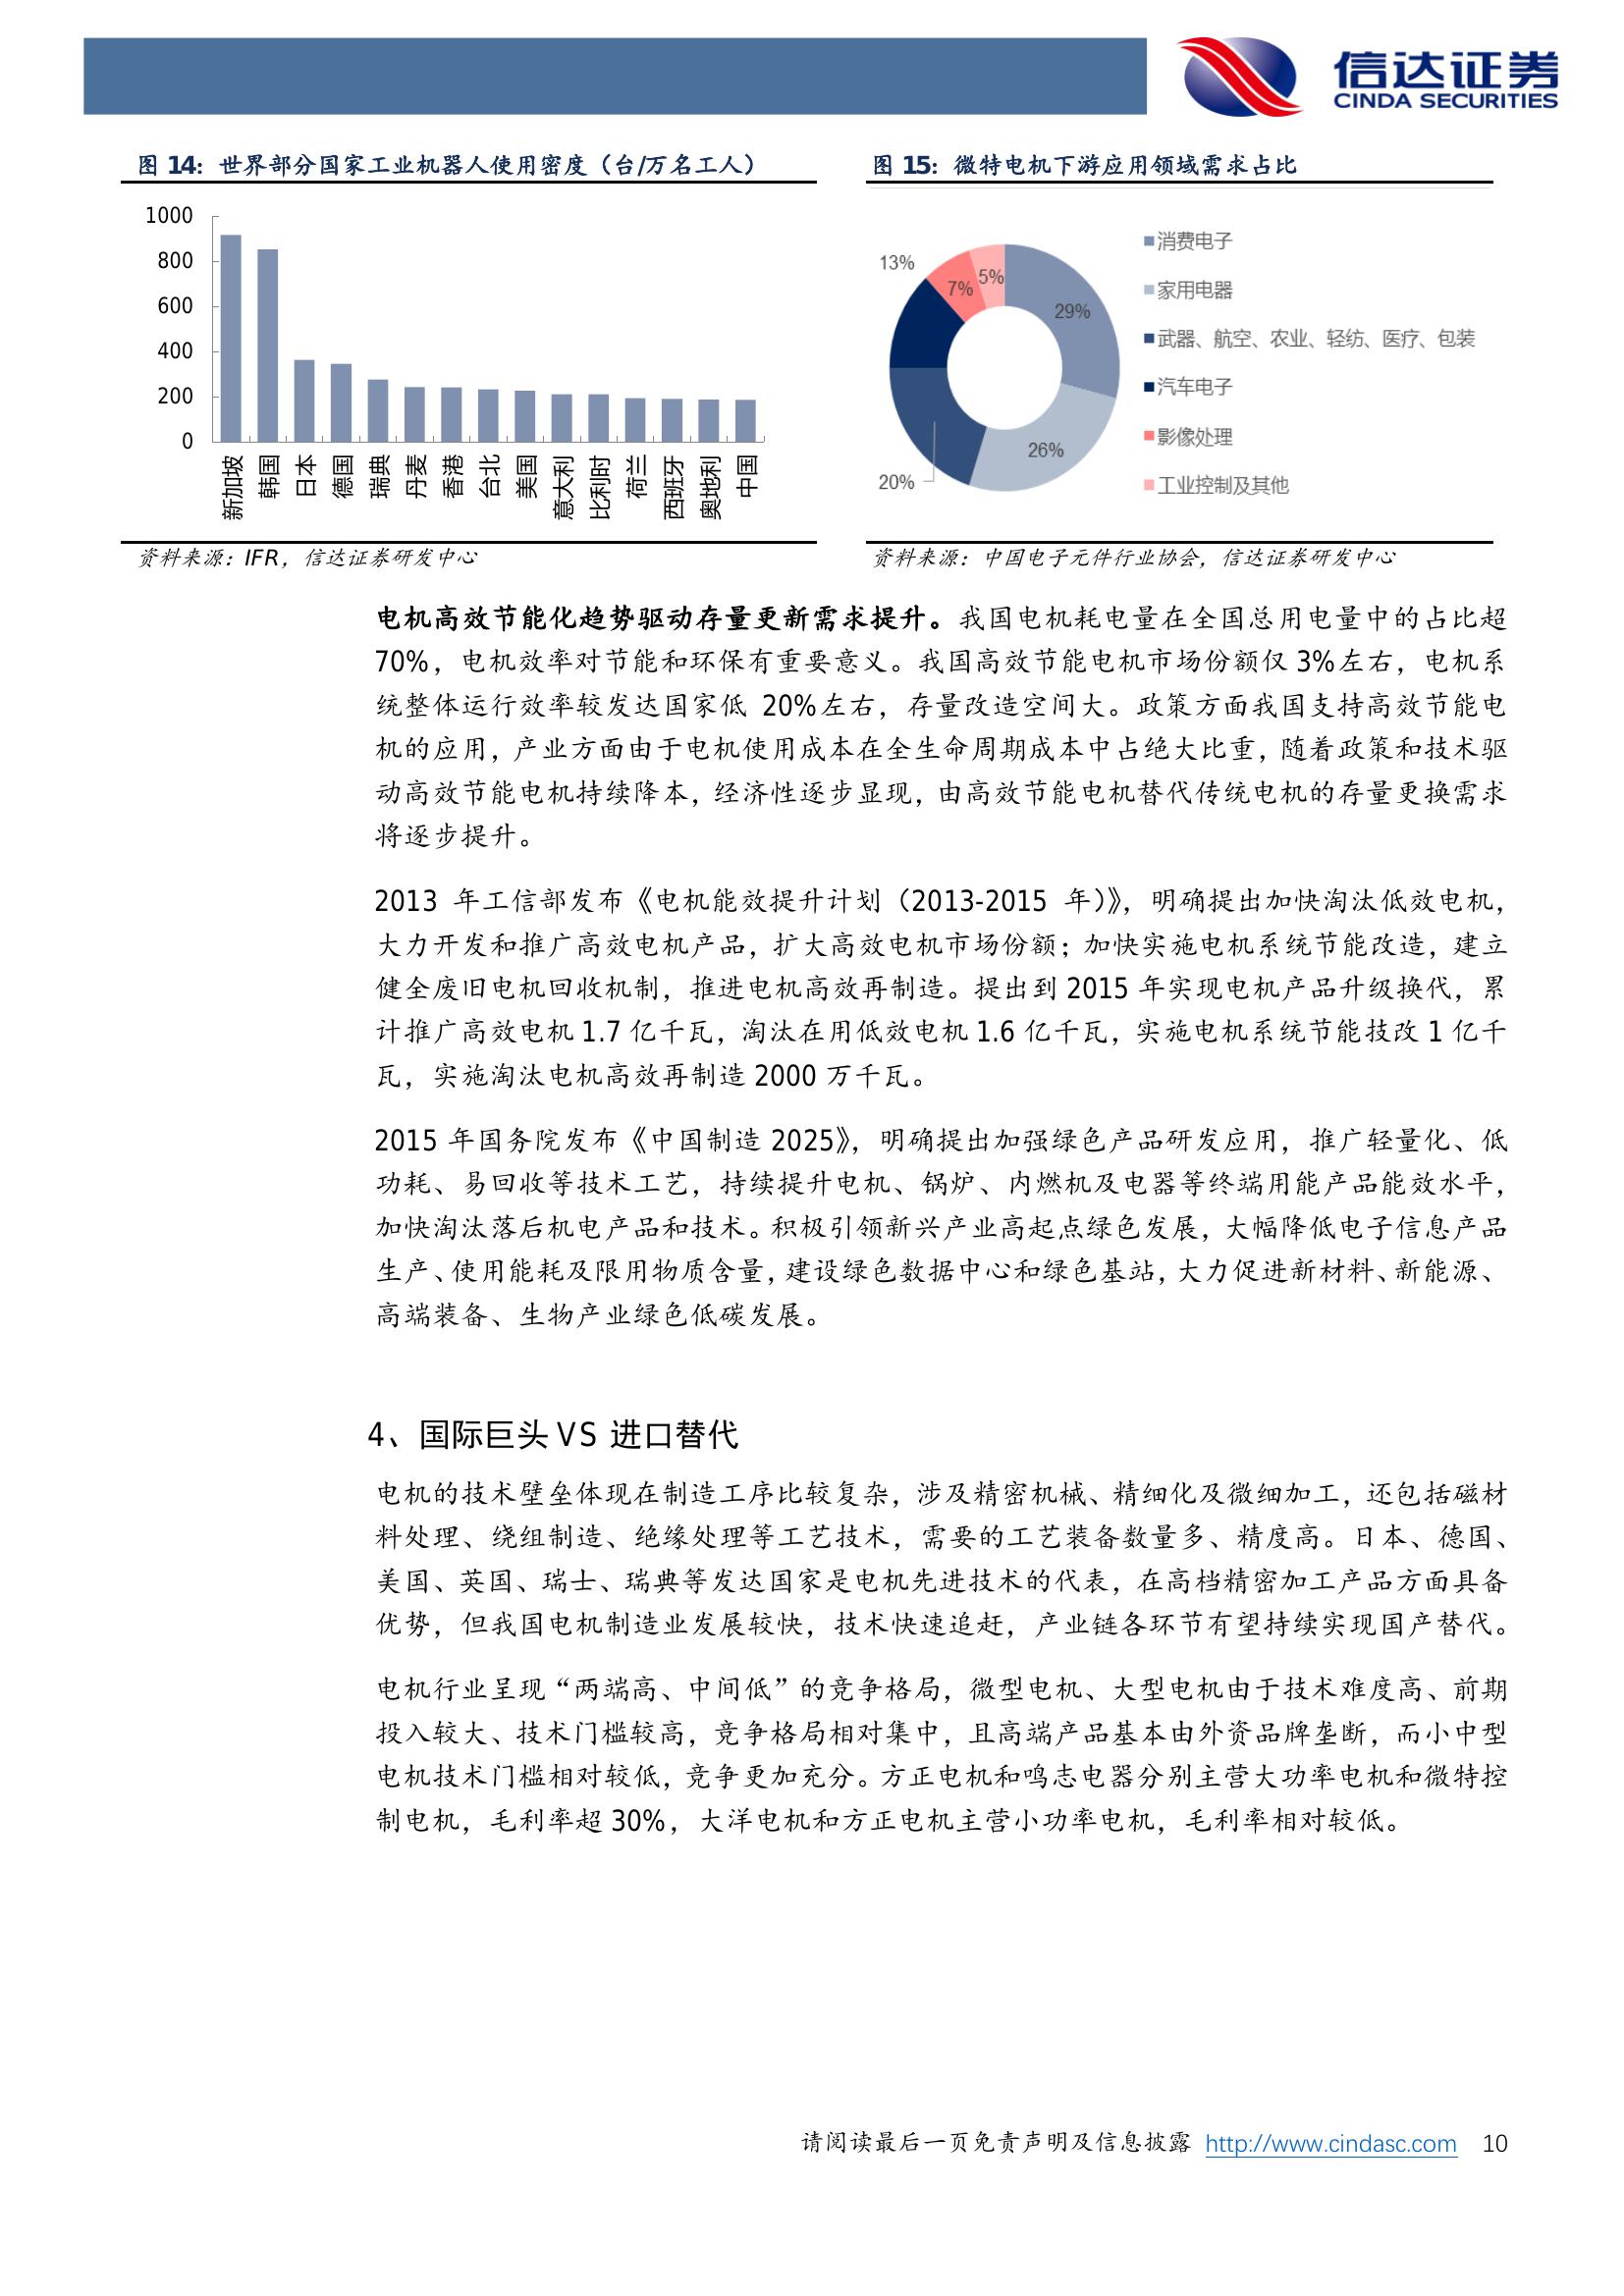 信达证券
CINDA SECURITIES
图 14：世界部分国家工业机器人使用密度（台/万名工人）
1000
800
600
400
200
0
新加坡
韩国
日本
德国
瑞典
丹麦
香港
台北
美国
意大利
比利时
荷兰
西班牙
奥地利
中国
资料来源：IFR，信达证券研发中心
图 15：微特电机下游应用领域需求占比
29%
26%
20%
13%
7%
5%
消费电子
家用电器
武器、航空、农业、轻纺、医疗、包装
汽车电子
影像处理
工业控制及其他
资料来源：中国电子元件行业协会，信达证券研发中心
电机高效节能化趋势驱动存量更新需求提升。我国电机耗电量在全国总用电量中的占比超
70%，电机效率对节能和环保有重要意义。我国高效节能电机市场份额仅 3%左右，电机系
统整体运行效率较发达国家低 20%左右，存量改造空间大。政策方面我国支持高效节能电
机的应用，产业方面由于电机使用成本在全生命周期成本中占绝大比重，随着政策和技术驱
动高效节能电机持续降本，经济性逐步显现，由高效节能电机替代传统电机的存量更换需求
将逐步提升。
2013 年工信部发布《电机能效提升计划（2013-2015 年）》，明确提出加快淘汰低效电机，
大力开发和推广高效电机产品，扩大高效电机市场份额；加快实施电机系统节能改造，建立
健全废旧电机回收机制，推进电机高效再制造。提出到 2015 年实现电机产品升级换代，累
计推广高效电机 1.7 亿千瓦，淘汰在用低效电机 1.6 亿千瓦，实施电机系统节能技改 1 亿千
瓦，实施淘汰电机高效再制造 2000 万千瓦。
2015 年国务院发布《中国制造 2025》，明确提出加强绿色产品研发应用，推广轻量化、低
功耗、易回收等技术工艺，持续提升电机、锅炉、内燃机及电器等终端用能产品能效水平，
加快淘汰落后机电产品和技术。积极引领新兴产业高起点绿色发展，大幅降低电子信息产品
生产、使用能耗及限用物质含量，建设绿色数据中心和绿色基站，大力促进新材料、新能源、
高端装备、生物产业绿色低碳发展。
4、国际巨头 VS 进口替代
电机的技术壁垒体现在制造工序比较复杂，涉及精密机械、精细化及微细加工，还包括磁材
料处理、绕组制造、绝缘处理等工艺技术，需要的工艺装备数量多、精度高。日本、德国、
美国、英国、瑞士、瑞典等发达国家是电机先进技术的代表，在高档精密加工产品方面具备
优势，但我国电机制造业发展较快，技术快速追赶，产业链各环节有望持续实现国产替代。
电机行业呈现“两端高、中间低”的竞争格局，微型电机、大型电机由于技术难度高、前期
投入较大、技术门槛较高，竞争格局相对集中，且高端产品基本由外资品牌垄断，而小中型
电机技术门槛相对较低，竞争更加充分。方正电机和鸣志电器分别主营大功率电机和微特控
制电机，毛利率超 30%，大洋电机和方正电机主营小功率电机，毛利率相对较低。
请阅读最后一页免责声明及信息披露 http://www.cindasc.com 10